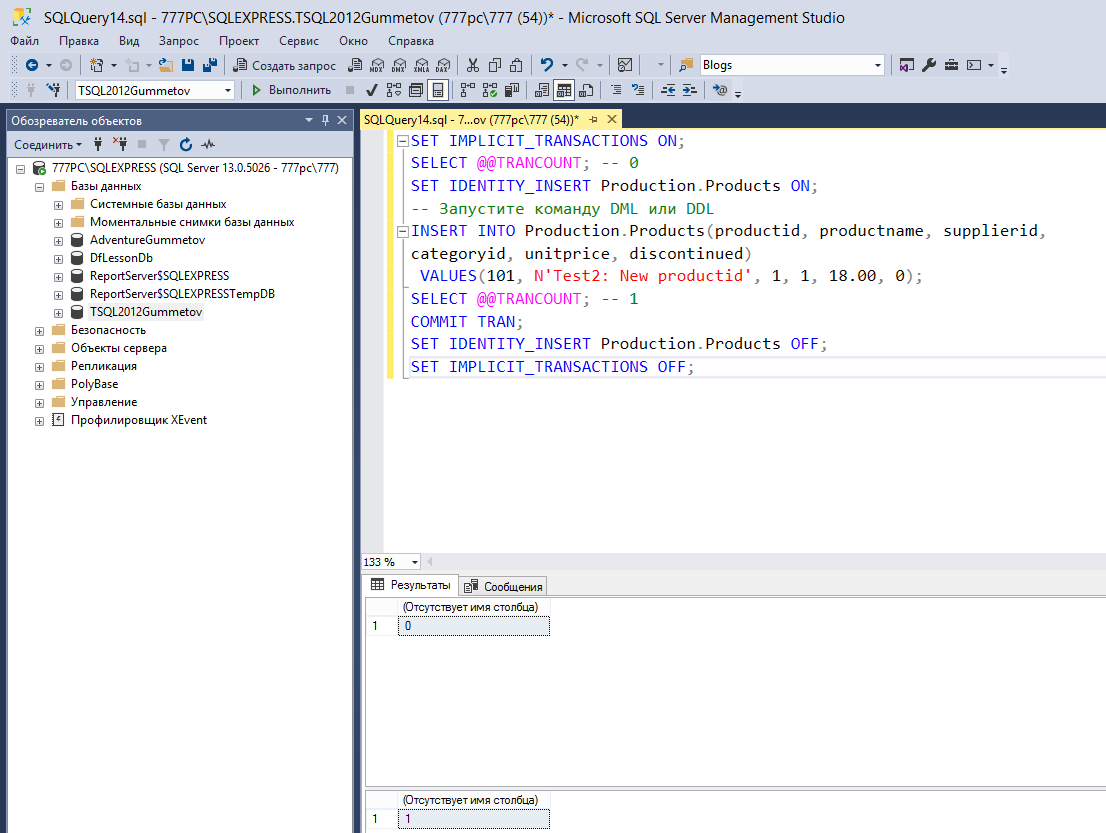 SQLQuery14.sql - 777PC\SQLEXPRESS.TSQL2012Gummetov (777pc\777 (54))* - Microsoft SQL Server Management Studio
Файл Правка Вид Запрос Проект Сервис Окно Справка
Создать запрос MDX DMX XMLA DAX Blogs
TSQL2012Gummetov Выполнить
Обозреватель объектов
Соединить
777PC\SQLEXPRESS (SQL Server 13.0.5026 - 777pc\777)
Базы данных
Системные базы данных
Моментальные снимки базы данных
AdventureGummetov
DfLessonDb
ReportServer$SQLEXPRESS
ReportServer$SQLEXPRESSTempDB
TSQL2012Gummetov
Безопасность
Объекты сервера
Репликация
PolyBase
Управление
Профилировщик XEvent
SQLQuery14.sql - 7...ov (777pc\777 (54))*
SET IMPLICIT_TRANSACTIONS ON;
SELECT @@TRANCOUNT; -- 0
SET IDENTITY_INSERT Production.Products ON;
-- Запустите команду DML или DDL
INSERT INTO Production.Products(productid, productname, supplierid,
categoryid, unitprice, discontinued)
VALUES(101, N'Test2: New productid', 1, 1, 18.00, 0);
SELECT @@TRANCOUNT; -- 1
COMMIT TRAN;
SET IDENTITY_INSERT Production.Products OFF;
SET IMPLICIT_TRANSACTIONS OFF;
133 %
Результаты Сообщения
(Отсутствует имя столбца)
1 0
(Отсутствует имя столбца)
1 1